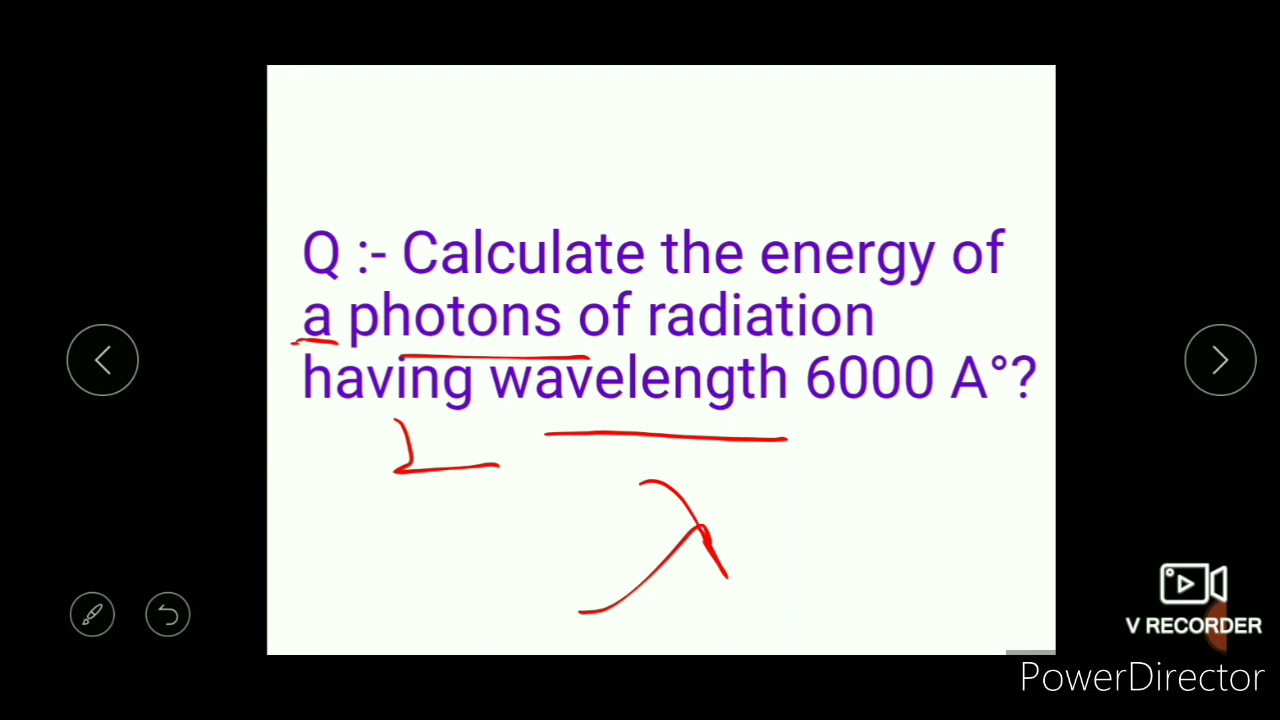 Q :- Calculate the energy of
a photons of radiation
having wavelength 6000 A°?
λ
V RECORDER
PowerDirector